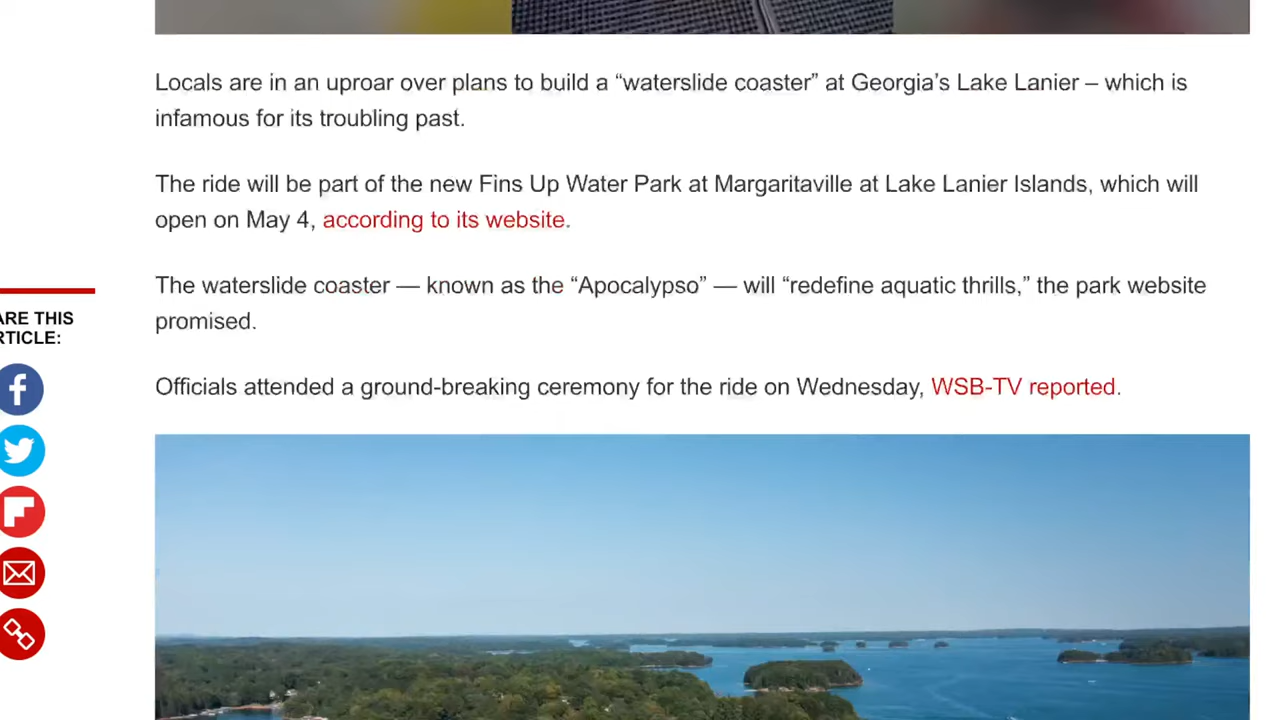 Locals are in an uproar over plans to build a “waterslide coaster” at Georgia’s Lake Lanier – which is
infamous for its troubling past.
The ride will be part of the new Fins Up Water Park at Margaritaville at Lake Lanier Islands, which will
open on May 4, according to its website.
The waterslide coaster — known as the “Apocalypso” — will “redefine aquatic thrills,” the park website
promised.
Officials attended a ground-breaking ceremony for the ride on Wednesday, WSB-TV reported.
ARE THIS
RTICLE: